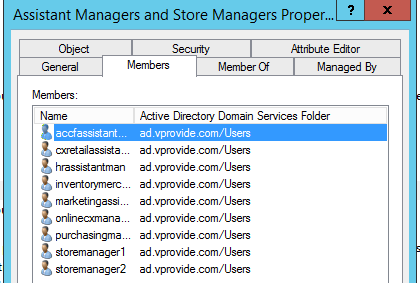 Assistant Managers and Store Managers Proper... ? x
Object Security Attribute Editor
General Members Member Of Managed By
Members:
Name Active Directory Domain Services Folder
accfassistant... ad.vprovide.com/Users
cxretailassista... ad.vprovide.com/Users
hrassistantman ad.vprovide.com/Users
inventorymerc... ad.vprovide.com/Users
marketingassi... ad.vprovide.com/Users
onlinecxmana... ad.vprovide.com/Users
purchasingma... ad.vprovide.com/Users
storemanager1 ad.vprovide.com/Users
storemanager2 ad.vprovide.com/Users